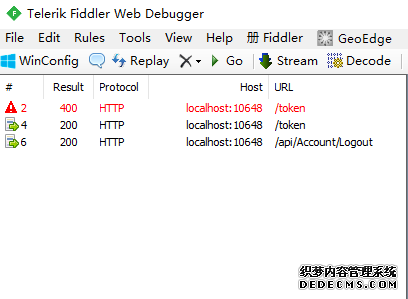 Telerik Fiddler Web Debugger
File Edit Rules Tools View Help 册 Fiddler GeoEdge
WinConfig Replay Go Stream Decode
# Result Protocol Host URL
2 400 HTTP localhost:10648 /token
4 200 HTTP localhost:10648 /token
6 200 HTTP localhost:10648 /api/Account/Logout
织梦内容管理系统
DEDECMS.COM